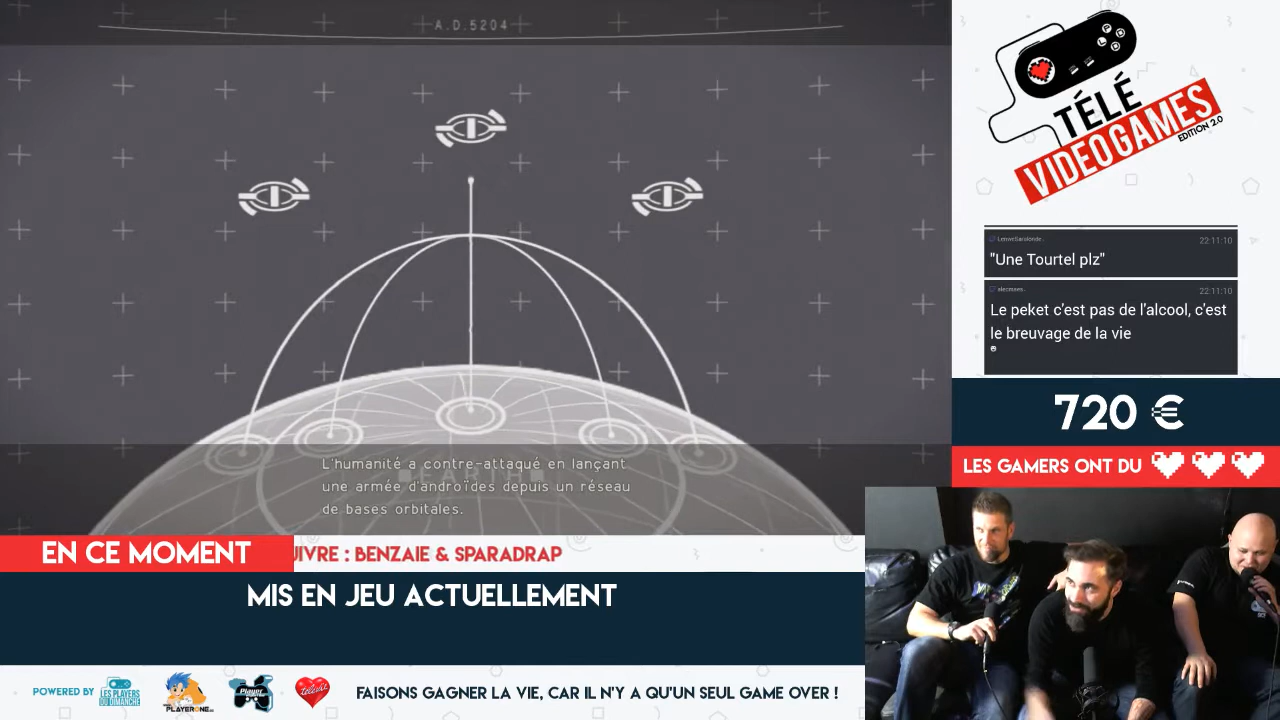 A.D.5204
L'humanité a contre-attaqué en lançant
une armée d'androïdes depuis un réseau
de bases orbitales.
TÉLÉ
VIDEOGAMES
EDITION 2.0
22:11:10
"Une Tourtel plz"
22:11:10
Le peket c'est pas de l'alcool, c'est
le breuvage de la vie
720 €
LES GAMERS ONT DU
EN CE MOMENT
UIVRE : BENZAIE & SPARADRAP
MIS EN JEU ACTUELLEMENT
POWERED BY
LES PLAYERS
DU DIMANCHE
PLAYERONE
télévie
FAISONS GAGNER LA VIE, CAR IL N'Y A QU'UN SEUL GAME OVER !